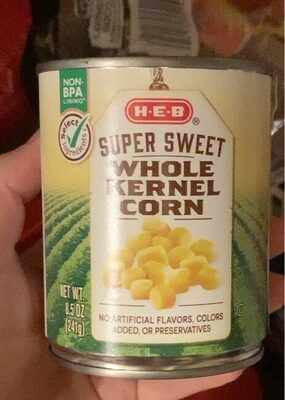 NON-
BPA
LINING*
Select
Ingredients
H-E-B
SUPER SWEET
WHOLE
KERNEL
CORN
NET WT.
8.5 OZ
(241g)
NO ARTIFICIAL FLAVORS, COLORS
ADDED, OR PRESERVATIVES